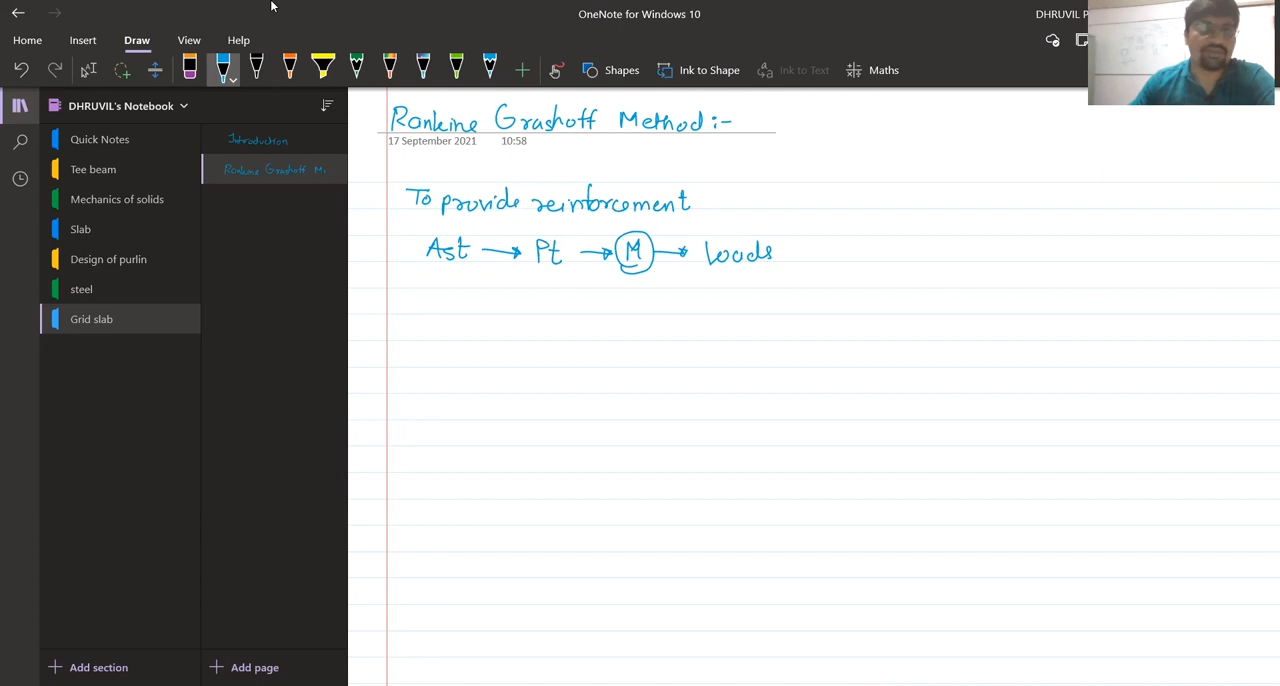 OneNote for Windows 10
DHRUVIL P
Home Insert Draw View Help
Shapes Ink to Shape Ink to Text Maths
DHRUVIL's Notebook
Quick Notes
Tee beam
Mechanics of solids
Slab
Design of purlin
steel
Grid slab
Add section
Introduction
Rankine Grashoff M
Add page
Rankine Grashoff Method:-
17 September 2021 10:58
To provide reinforcement
Ast → Pt → M → Loads